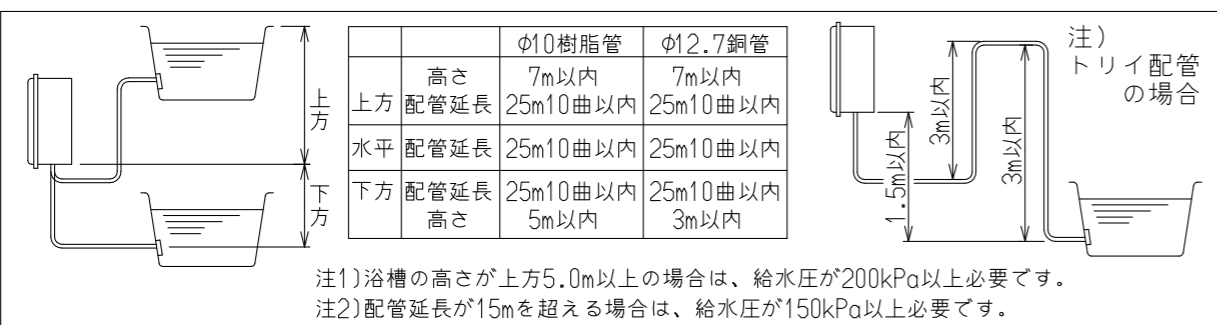 上方
下方
φ10樹脂管 φ12.7銅管
上方 高さ 7m以内 7m以内
配管延長 25m10曲以内 25m10曲以内
水平 配管延長 25m10曲以内 25m10曲以内
下方 配管延長 25m10曲以内 25m10曲以内
高さ 5m以内 3m以内
1.5m以内
3m以内
3m以内
注)
トリイ配管
の場合
注1)浴槽の高さが上方5.0m以上の場合は、給水圧が200kPa以上必要です。
注2)配管延長が15mを超える場合は、給水圧が150kPa以上必要です。